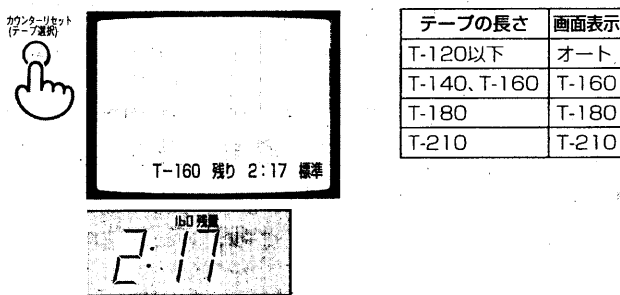 カウンターリセット
(テープ選択)
T-160 残り 2:17 標準
160 残量
2:17
テープの長さ 画面表示
T-120以下 オート
T-140、T-160 T-160
T-180 T-180
T-210 T-210